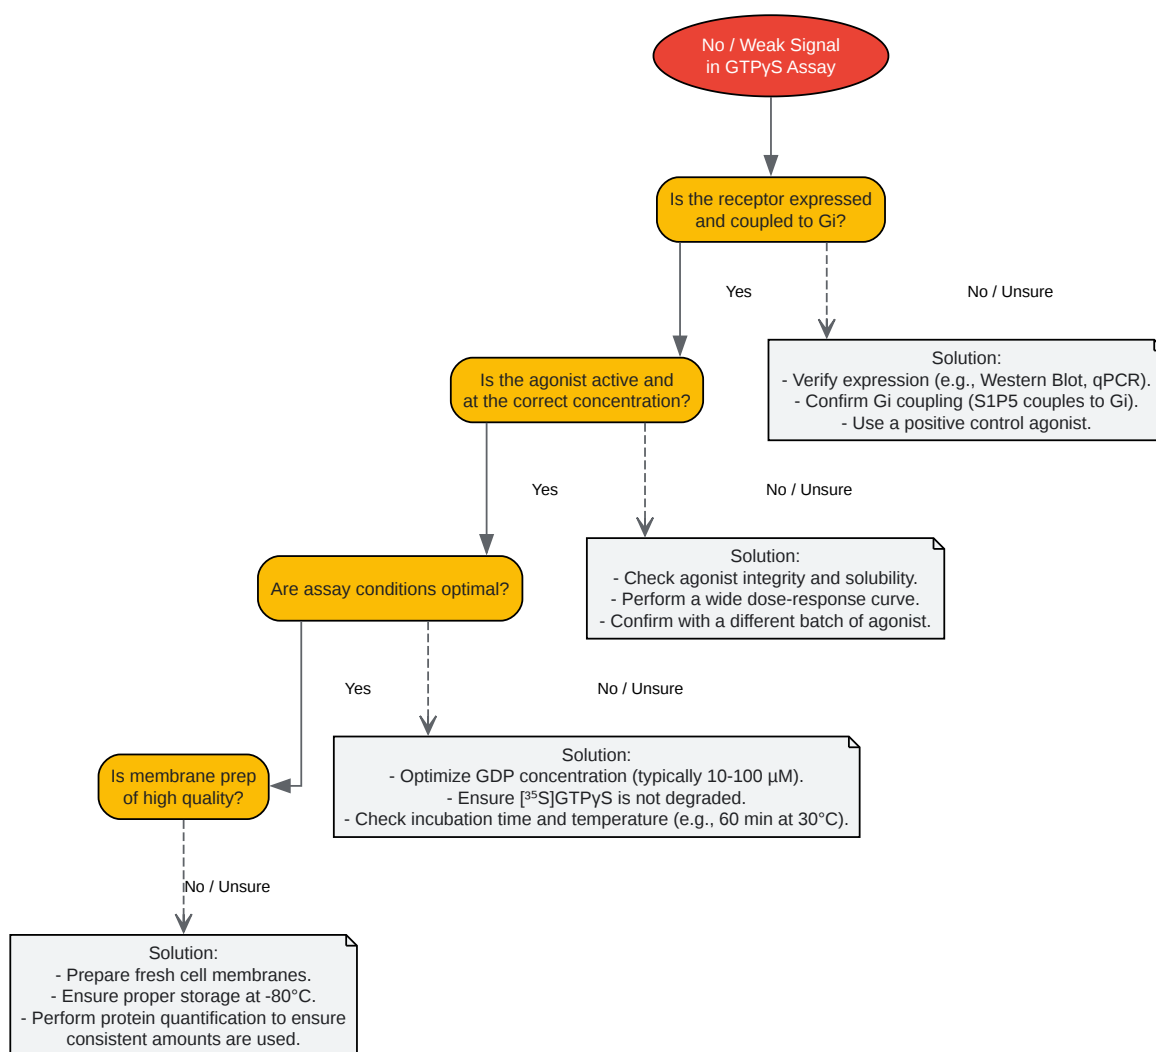 No / Weak Signal
in GTPγS Assay
Is the receptor expressed
and coupled to Gi?
Yes
No / Unsure
Solution:
- Verify expression (e.g., Western Blot, qPCR).
- Confirm Gi coupling (S1P5 couples to Gi).
- Use a positive control agonist.
Is the agonist active and
at the correct concentration?
Yes
No / Unsure
Solution:
- Check agonist integrity and solubility.
- Perform a wide dose-response curve.
- Confirm with a different batch of agonist.
Are assay conditions optimal?
Yes
No / Unsure
Solution:
- Optimize GDP concentration (typically 10-100 µM).
- Ensure [³⁵S]GTPγS is not degraded.
- Check incubation time and temperature (e.g., 60 min at 30°C).
Is membrane prep
of high quality?
No / Unsure
Solution:
- Prepare fresh cell membranes.
- Ensure proper storage at -80°C.
- Perform protein quantification to ensure
consistent amounts are used.